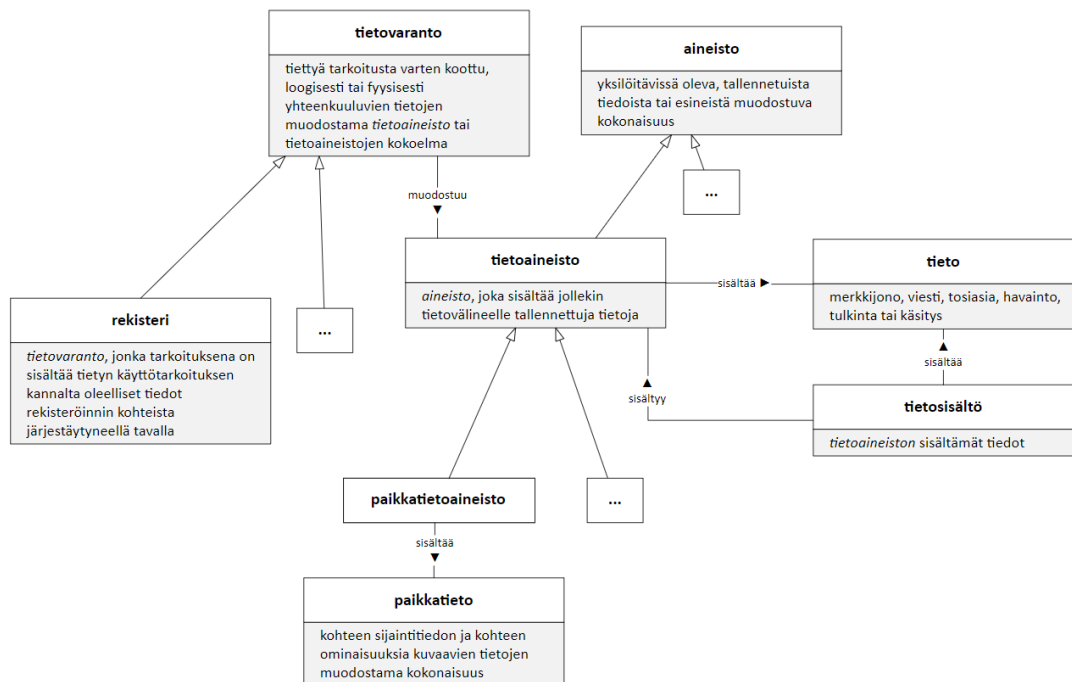 tietovaranto
tiettyä tarkoitusta varten koottu,
loogisesti tai fyysisesti
yhteenkuuluvien tietojen
muodostama tietoaineisto tai
tietoaineistojen kokoelma
aineisto
yksilöitävissä oleva, tallennetuista
tiedoista tai esineistä muodostuva
kokonaisuus
muodostuu
...
tietoaineisto
aineisto, joka sisältää jollekin
tietovälineelle tallennettuja tietoja
sisältää
tieto
merkkijono, viesti, tosiasia, havainto,
tulkinta tai käsitys
rekisteri
tietovaranto, jonka tarkoituksena on
sisältää tietyn käyttötarkoituksen
kannalta oleelliset tiedot
rekisteröinnin kohteista
järjestäytyneellä tavalla
...
sisältyy
sisältää
tietosisältö
tietoaineiston sisältämät tiedot
paikkatietoaineisto
...
sisältää
paikkatieto
kohteen sijaintitiedon ja kohteen
ominaisuuksia kuvaavien tietojen
muodostama kokonaisuus